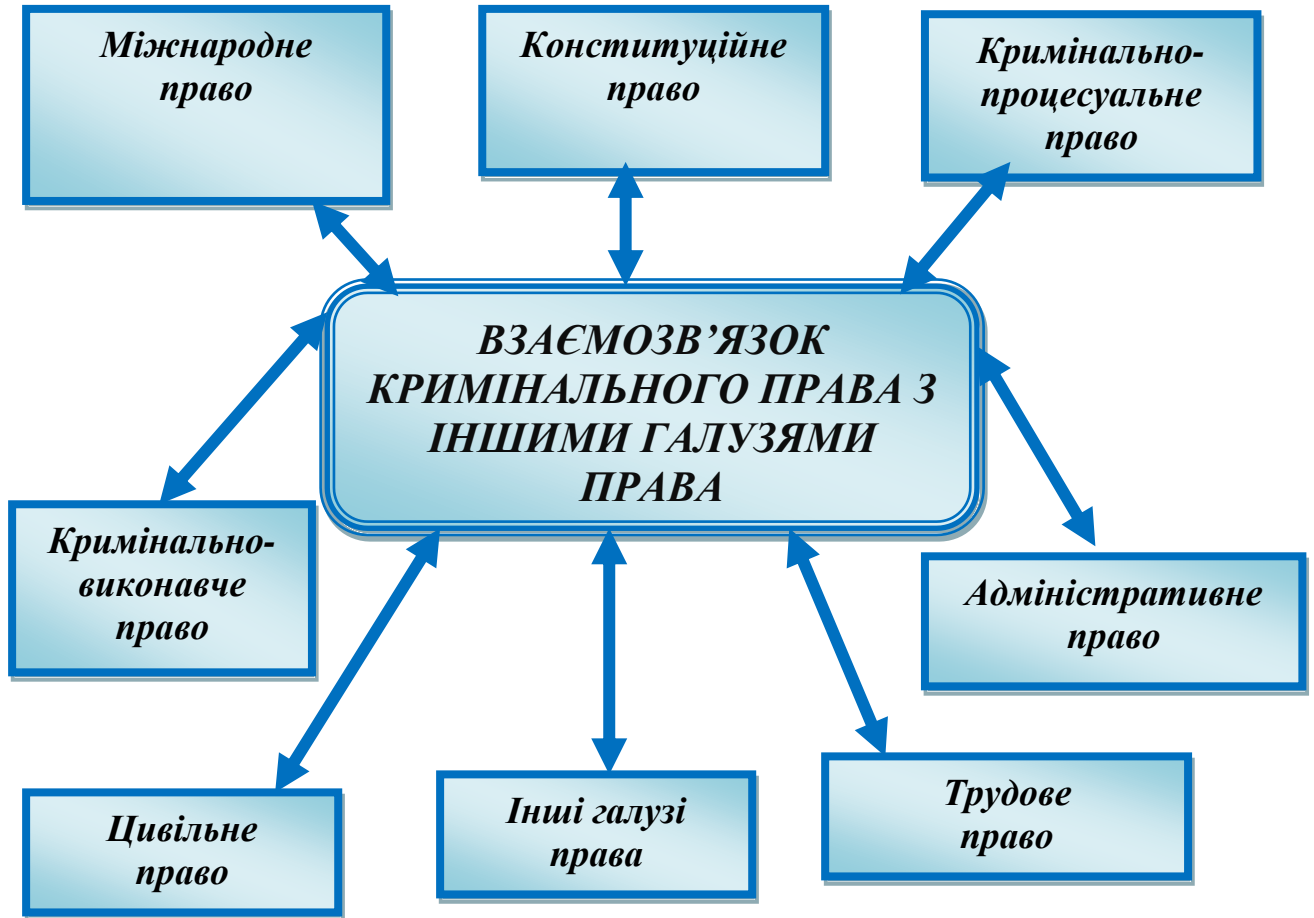 Міжнародне
право
Конституційне
право
Кримінально-
процесуальне
право
ВЗАЄМОЗВ’ЯЗОК
КРИМІНАЛЬНОГО ПРАВА З
ІНШИМИ ГАЛУЗЯМИ
ПРАВА
Кримінально-
виконавче
право
Адміністративне
право
Цивільне
право
Інші галузі
права
Трудове
право